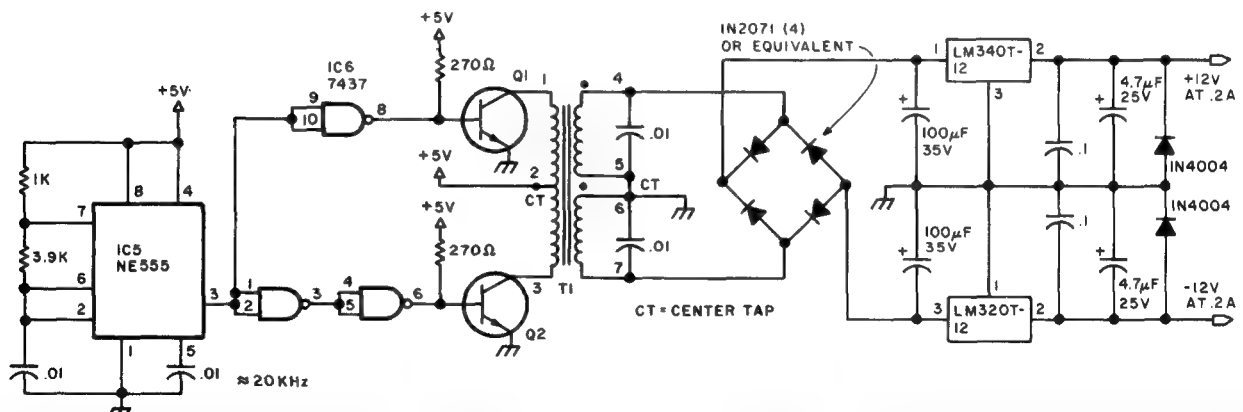 +5V
1K
7
3.9K
6
2
8
4
IC5
NE555
3
1
5
.01
.01
≈20KHz
IC6
7437
9
10
8
1
2
3
4
5
6
+5V
270Ω
Q1
+5V
+5V
270Ω
Q2
1
2
CT
3
T1
4
5
CT
6
7
.01
.01
CT = CENTER TAP
IN2071 (4)
OR EQUIVALENT
1
LM340T-
12
2
3
+
100µF
35V
+
100µF
35V
.1
.1
+
4.7µF
25V
+
4.7µF
25V
IN4004
IN4004
1
3
LM320T-
12
2
+12V
AT .2A
-12V
AT .2A